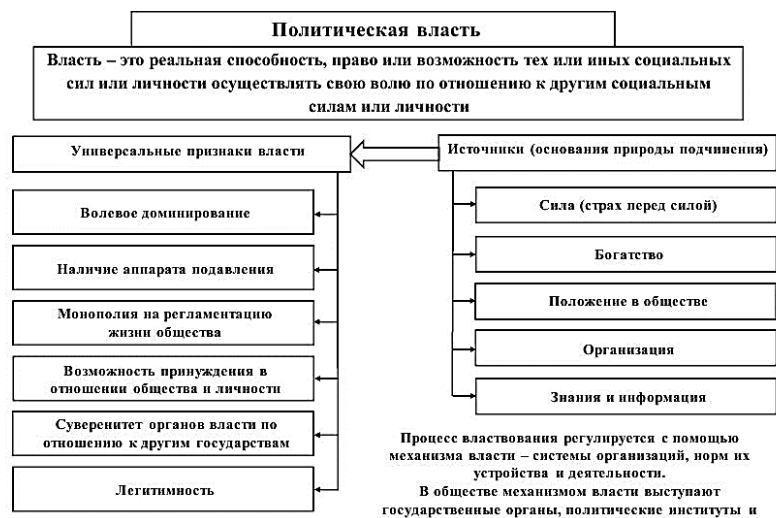 Политическая власть
Власть – это реальная способность, право или возможность тех или иных социальных
сил или личности осуществлять свою волю по отношению к другим социальным
силам или личности
Универсальные признаки власти
Волевое доминирование
Наличие аппарата подавления
Монополия на регламентацию
жизни общества
Возможность принуждения в
отношении общества и личности
Суверенитет органов власти по
отношению к другим государствам
Легитимность
Источники (основания природы подчинения)
Сила (страх перед силой)
Богатство
Положение в обществе
Организация
Знания и информация
Процесс властвования регулируется с помощью
механизма власти – системы организаций, норм их
устройства и деятельности.
В обществе механизмом власти выступают
государственные органы, политические институты и